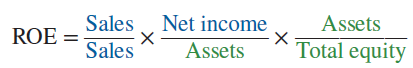 ROE = Sales/Sales × Net income/Assets × Assets/Total equity